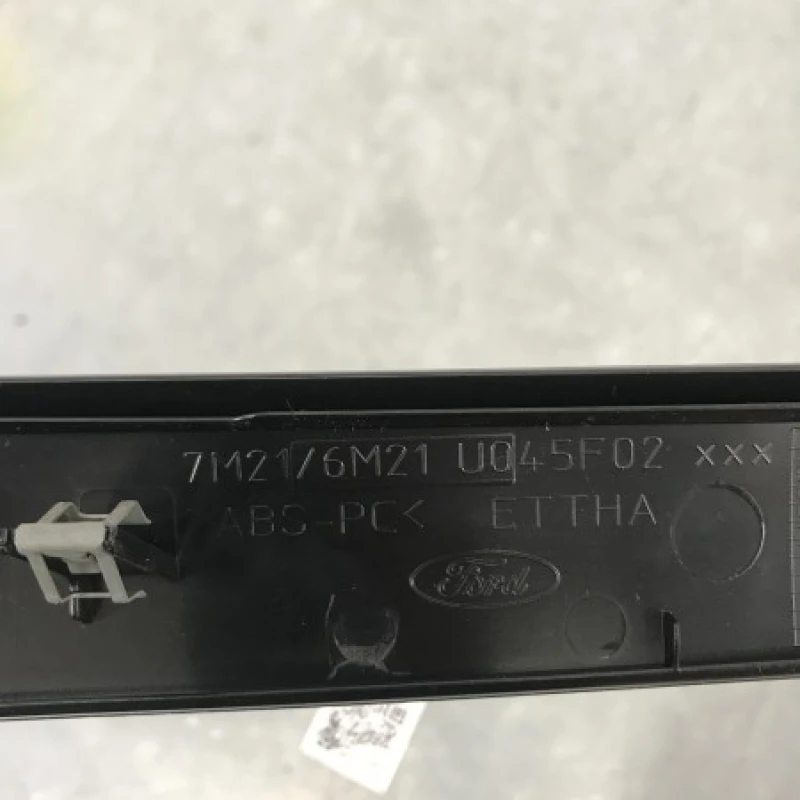 7M21/6M21 U045F02 xxx
>ABS-PC< ETTHA
Ford